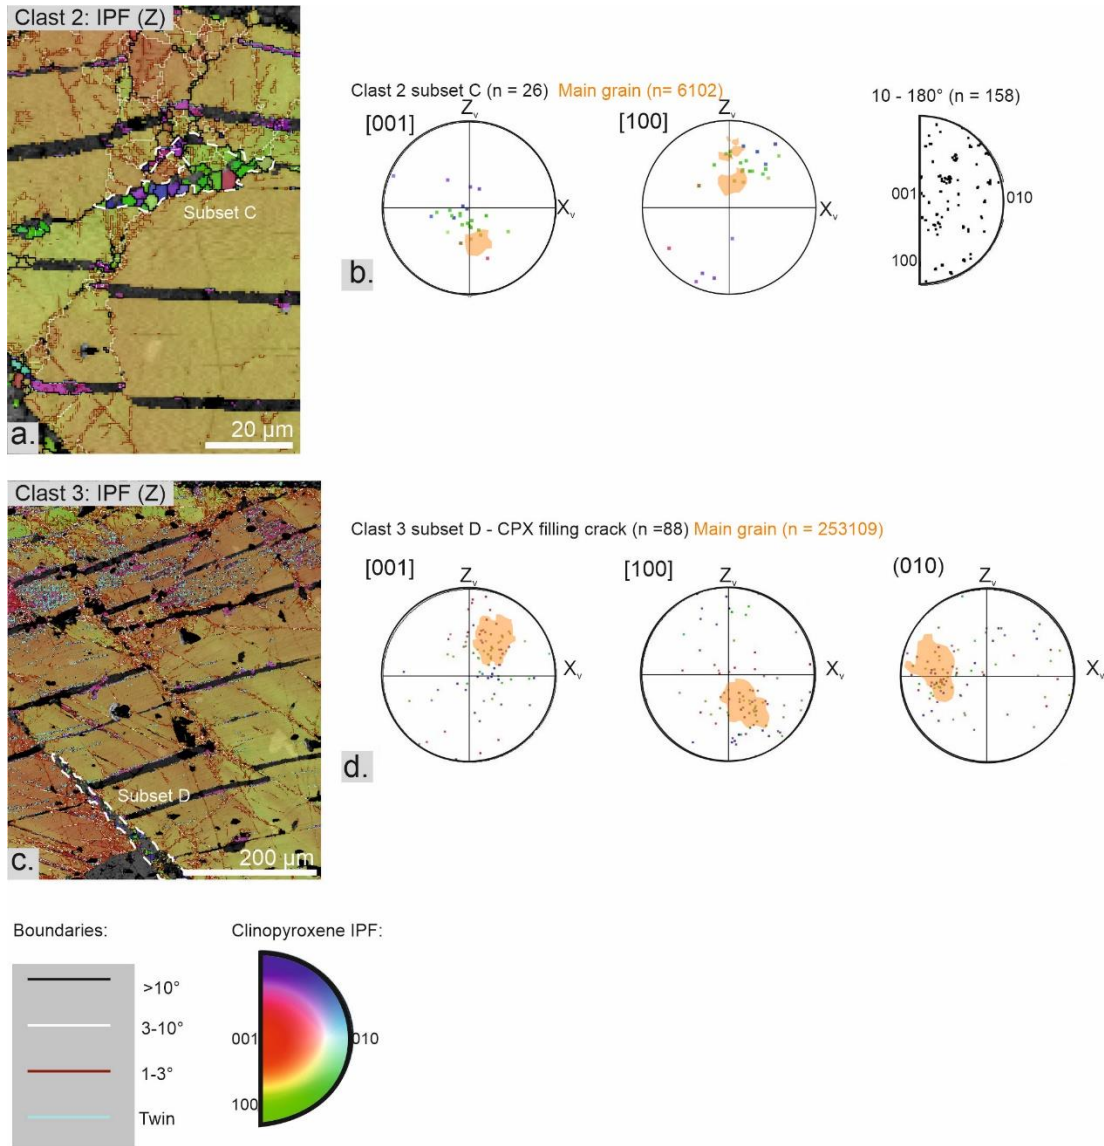 Clast 2: IPF (Z)
Subset C
20 µm
a.
Clast 2 subset C (n = 26) Main grain (n= 6102)
10 - 180° (n = 158)
[001]
Zᵥ
Xᵥ
[100]
Zᵥ
Xᵥ
001
010
100
b.
Clast 3: IPF (Z)
Subset D
200 µm
c.
Clast 3 subset D - CPX filling crack (n =88) Main grain (n = 253109)
[001]
Zᵥ
Xᵥ
[100]
Zᵥ
Xᵥ
(010)
Zᵥ
Xᵥ
d.
Boundaries:
>10°
3-10°
1-3°
Twin
Clinopyroxene IPF:
001
010
100